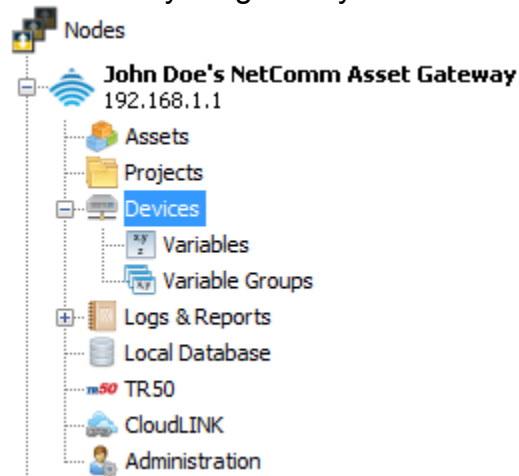 Nodes
John Doe's NetComm Asset Gateway
192.168.1.1
Assets
Projects
Devices
x,y
z
Variables
x,y
Variable Groups
Logs & Reports
Local Database
TR50 TR50
CloudLINK
Administration